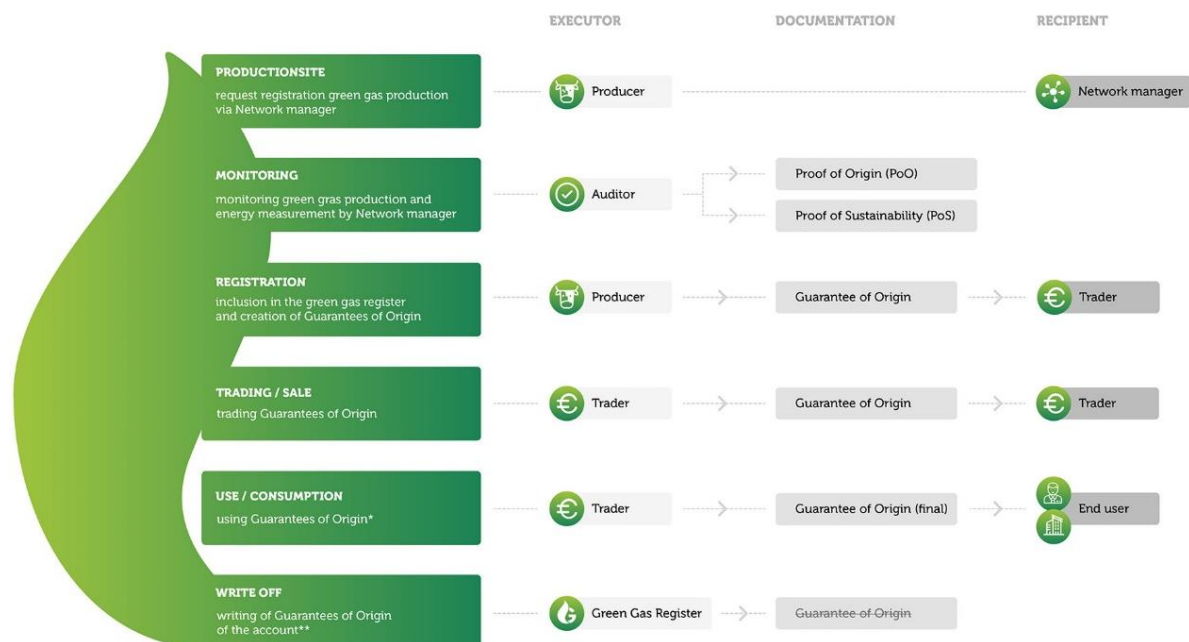 EXECUTOR DOCUMENTATION RECIPIENT
PRODUCTIONSITE
request registration green gas production
via Network manager
Producer Network manager
MONITORING
monitoring green gras production and
energy measurement by Network manager
Auditor
Proof of Origin (PoO)
Proof of Sustainability (PoS)
REGISTRATION
inclusion in the green gas register
and creation of Guarantees of Origin
Producer Guarantee of Origin € Trader
TRADING / SALE
trading Guarantees of Origin
€ Trader Guarantee of Origin € Trader
USE / CONSUMPTION
using Guarantees of Origin*
€ Trader Guarantee of Origin (final) End user
WRITE OFF
writing of Guarantees of Origin
of the account**
G Green Gas Register Guarantee of Origin